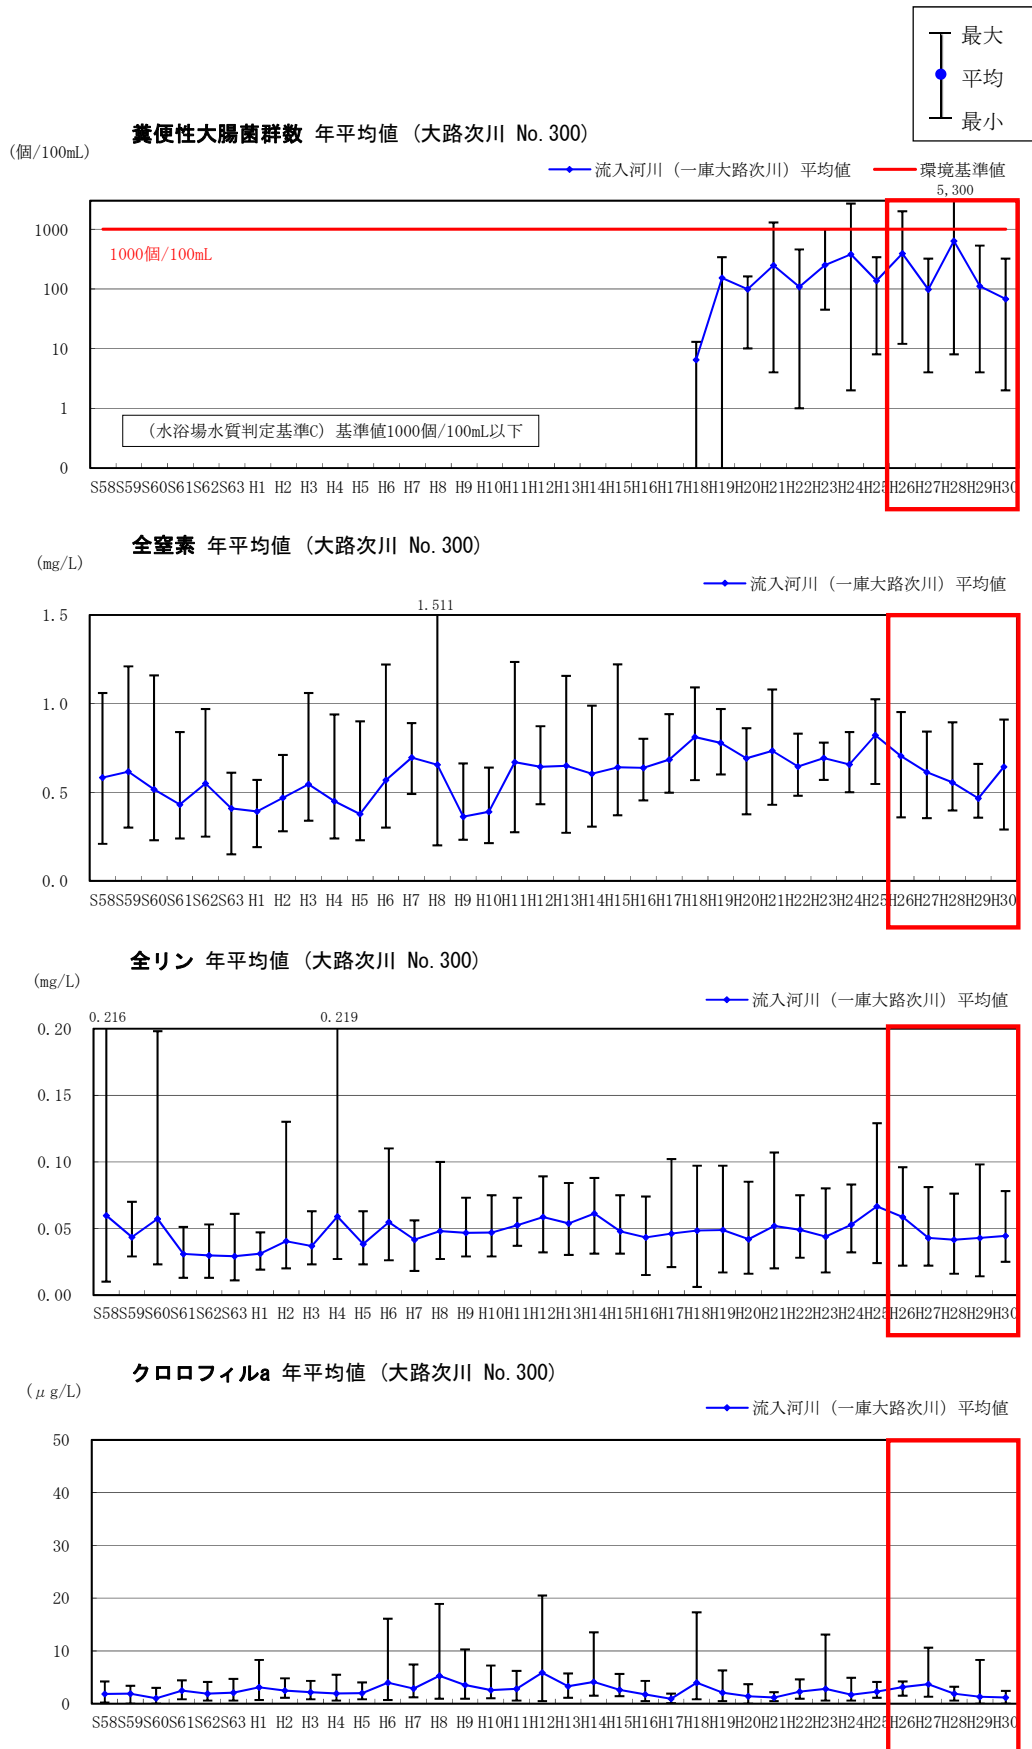 最大
平均
最小
糞便性大腸菌群数 年平均値 (大路次川 No.300)
(個/100mL)
流入河川 (一庫大路次川) 平均値 環境基準値
5,300
1000
1000個/100mL
100
10
1
(水浴場水質判定基準C) 基準値1000個/100mL以下
0
S58S59S60S61S62S63 H1 H2 H3 H4 H5 H6 H7 H8 H9 H10H11H12H13H14H15H16H17H18H19H20H21H22H23H24H25H26H27H28H29H30
全窒素 年平均値 (大路次川 No.300)
(mg/L)
流入河川 (一庫大路次川) 平均値
1.511
1.5
1.0
0.5
0.0
S58S59S60S61S62S63 H1 H2 H3 H4 H5 H6 H7 H8 H9 H10H11H12H13H14H15H16H17H18H19H20H21H22H23H24H25H26H27H28H29H30
全リン 年平均値 (大路次川 No.300)
(mg/L)
流入河川 (一庫大路次川) 平均値
0.216 0.219
0.20
0.15
0.10
0.05
0.00
S58S59S60S61S62S63 H1 H2 H3 H4 H5 H6 H7 H8 H9 H10H11H12H13H14H15H16H17H18H19H20H21H22H23H24H25H26H27H28H29H30
クロロフィルa 年平均値 (大路次川 No.300)
(μg/L)
流入河川 (一庫大路次川) 平均値
50
40
30
20
10
0
S58S59S60S61S62S63 H1 H2 H3 H4 H5 H6 H7 H8 H9 H10H11H12H13H14H15H16H17H18H19H20H21H22H23H24H25H26H27H28H29H30